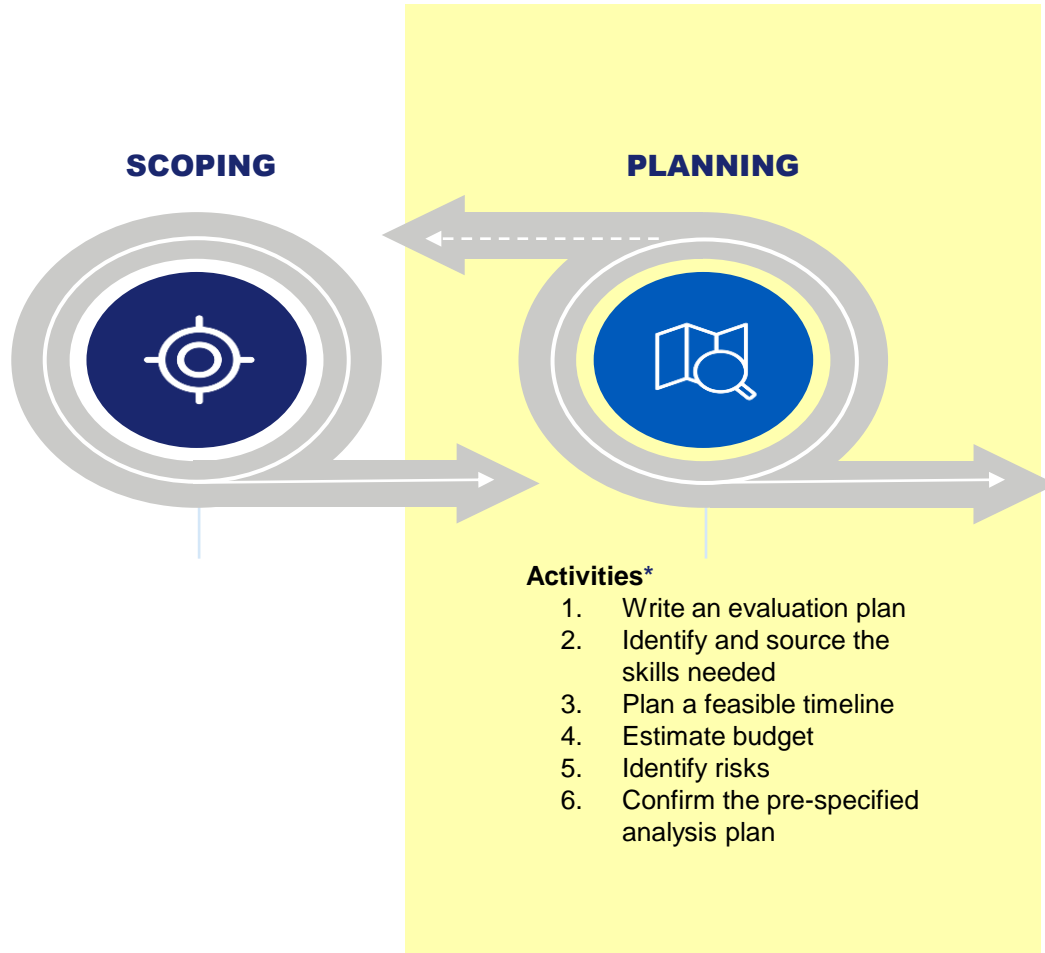 SCOPING
PLANNING
Activities*
1. Write an evaluation plan
2. Identify and source the
skills needed
3. Plan a feasible timeline
4. Estimate budget
5. Identify risks
6. Confirm the pre-specified
analysis plan